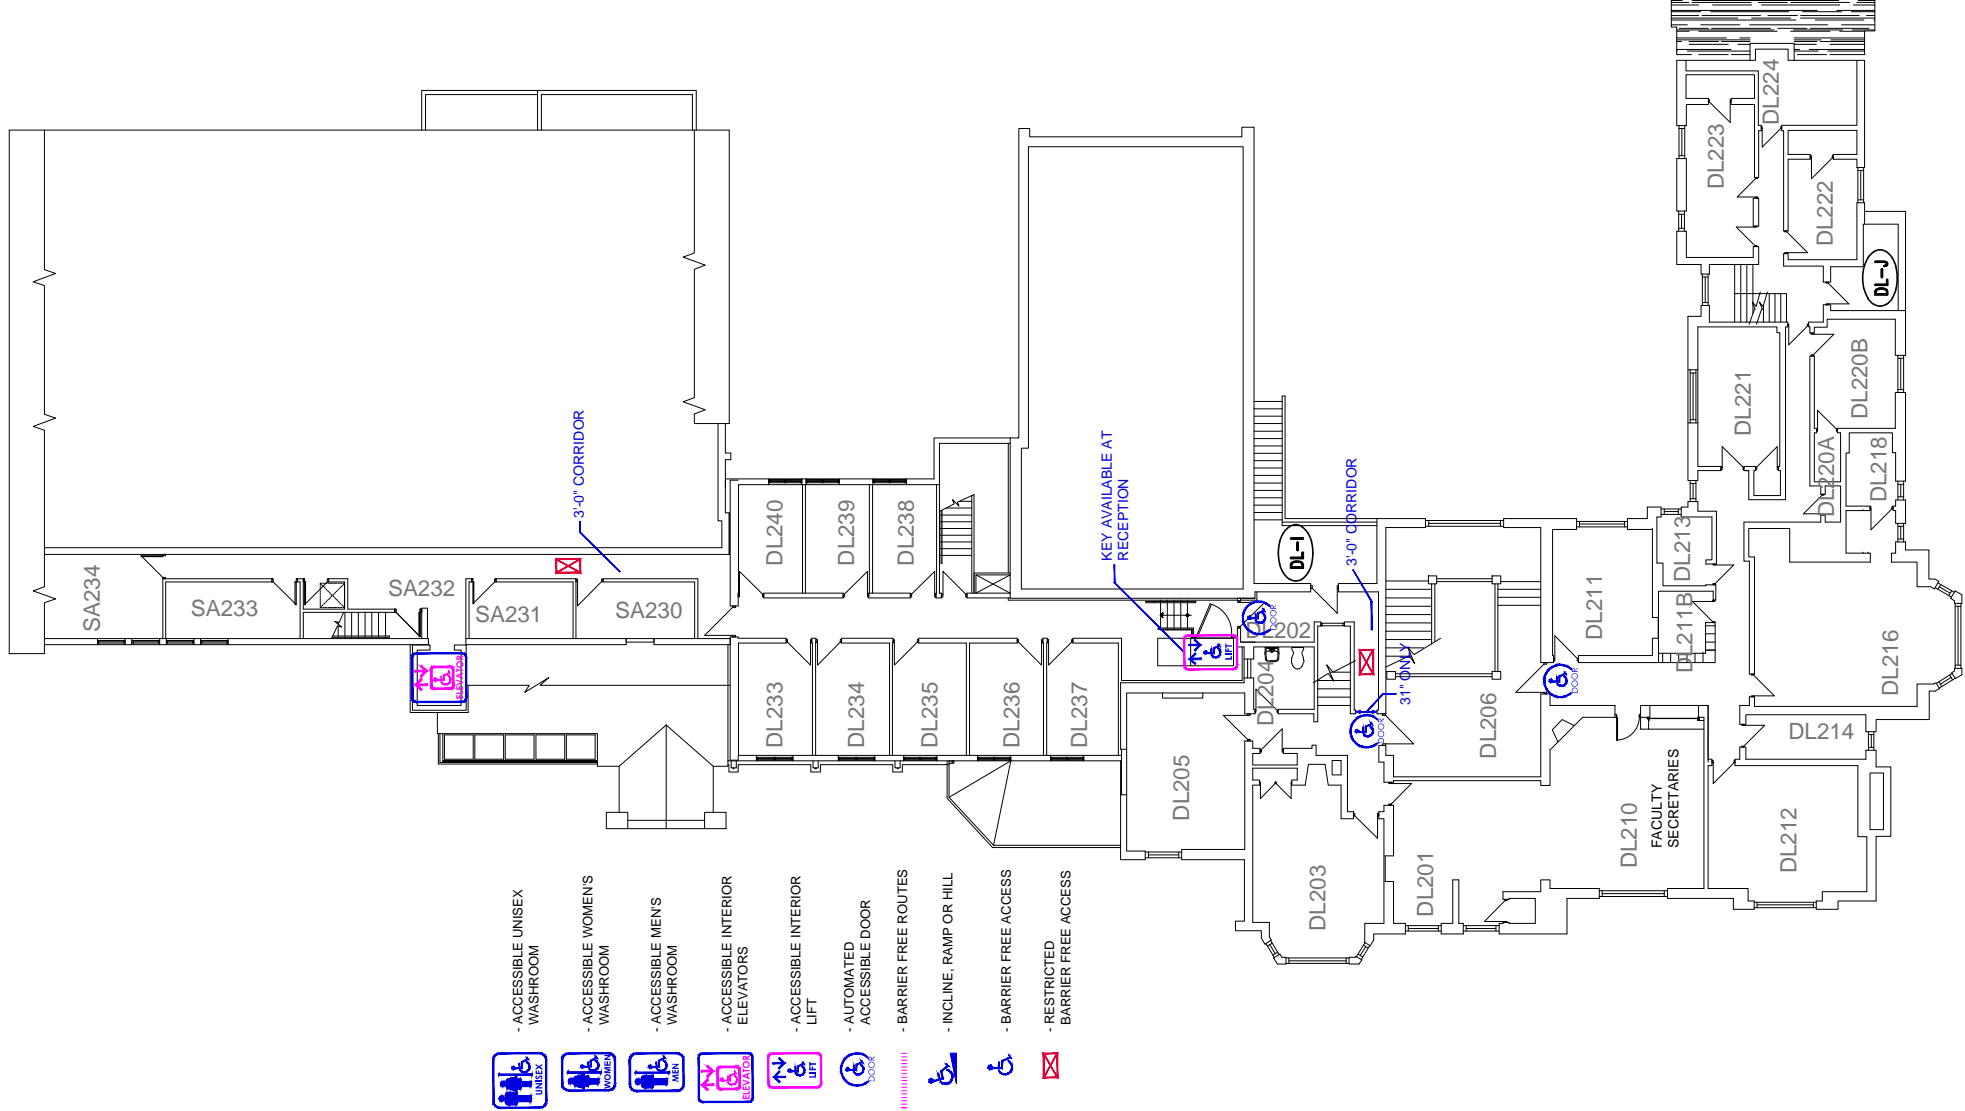 SA234
SA233
SA232
SA231
SA230
3'-0" CORRIDOR
ELEVATOR
DL240
DL239
DL238
DL233
DL234
DL235
DL236
DL237
KEY AVAILABLE AT
RECEPTION
LIFT
DL-I
DOOR
DL202
DL204
3'-0" CORRIDOR
31" ONLY
DOOR
DL205
DL203
DL201
DL206
DOOR
DL210
FACULTY
SECRETARIES
DL211
DL211B
DL213
DL212
DL214
DL216
DL218
DL220A
DL220B
DL221
DL-J
DL222
DL223
DL224
UNISEX
- ACCESSIBLE UNISEX
WASHROOM
WOMEN
- ACCESSIBLE WOMEN'S
WASHROOM
MEN
- ACCESSIBLE MEN'S
WASHROOM
ELEVATOR
- ACCESSIBLE INTERIOR
ELEVATORS
LIFT
- ACCESSIBLE INTERIOR
LIFT
DOOR
- AUTOMATED
ACCESSIBLE DOOR
- BARRIER FREE ROUTES
- INCLINE, RAMP OR HILL
- BARRIER FREE ACCESS
- RESTRICTED
BARRIER FREE ACCESS